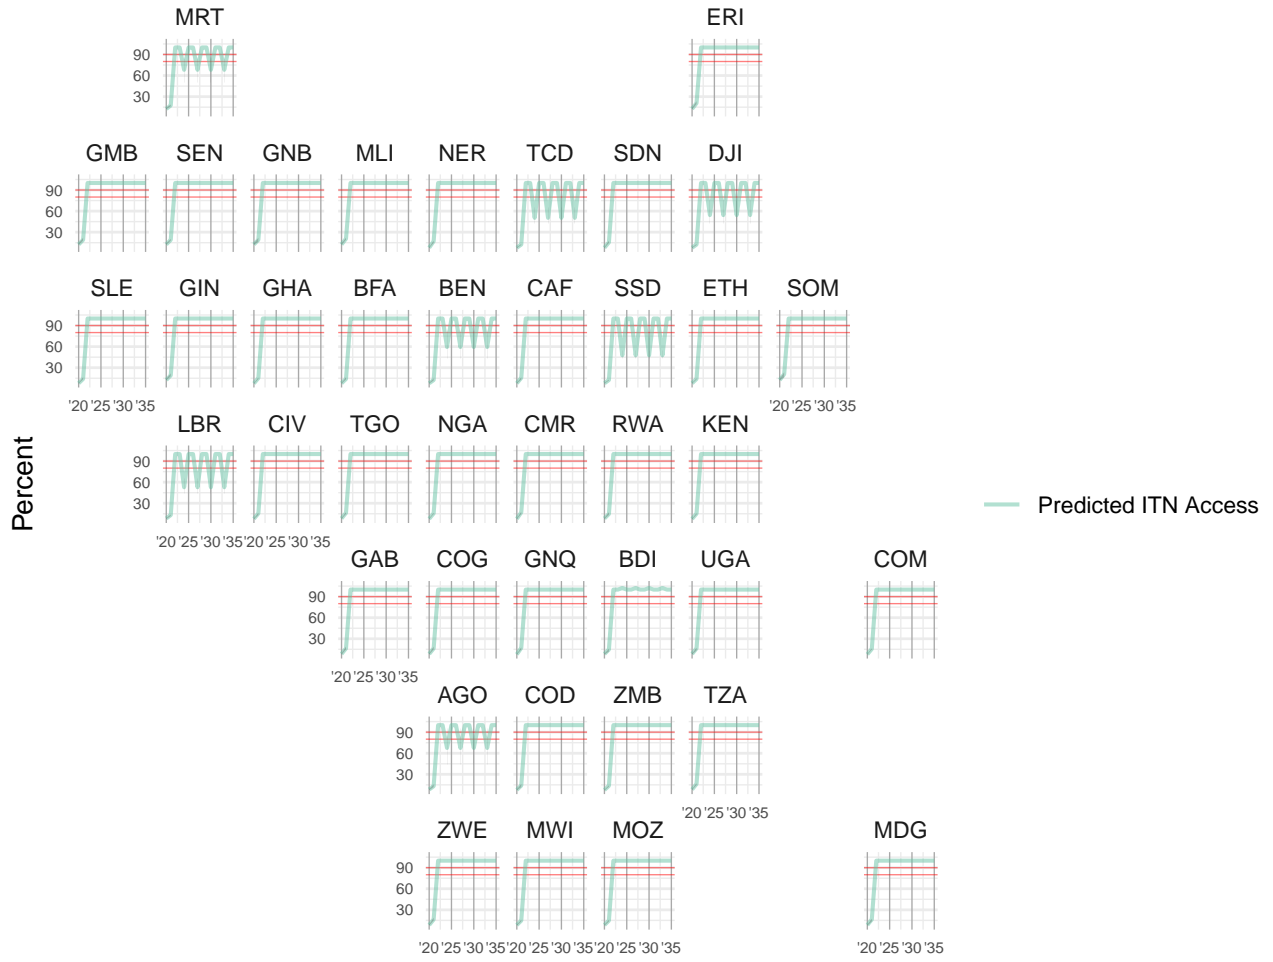 MRT ERI
90
60
30
GMB SEN GNB MLI NER TCD SDN DJI
90
60
30
SLE GIN GHA BFA BEN CAF SSD ETH SOM
90
60
30
'20 '25 '30 '35 '20 '25 '30 '35
LBR CIV TGO NGA CMR RWA KEN
90
60
30
'20 '25 '30 '35 '20 '25 '30 '35
GAB COG GNQ BDI UGA COM
90
60
30
'20 '25 '30 '35
AGO COD ZMB TZA
90
60
30
'20 '25 '30 '35
ZWE MWI MOZ MDG
90
60
30
'20 '25 '30 '35 '20 '25 '30 '35 '20 '25 '30 '35 '20 '25 '30 '35
Percent
Predicted ITN Access